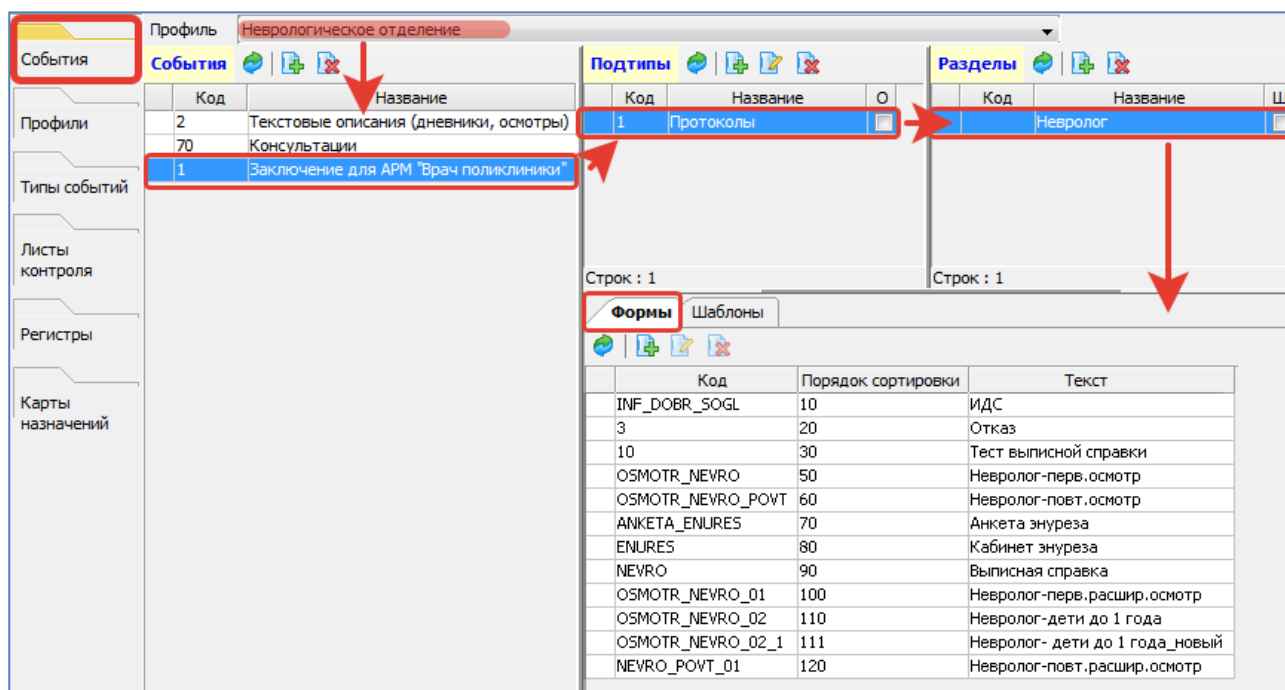 Профиль Неврологическое отделение
События
События
Код Название
2 Текстовые описания (дневники, осмотры)
70 Консультации
1 Заключение для АРМ "Врач поликлиники"
Подтипы
Код Название О
1 Протоколы
Строк : 1
Разделы
Код Название Ш
Невролог
Строк : 1
Профили
Типы событий
Листы
контроля
Регистры
Карты
назначений
Формы Шаблоны
Код Порядок сортировки Текст
INF_DOBR_SOGL 10 ИДС
3 20 Отказ
10 30 Тест выписной справки
OSMOTR_NEVRO 50 Невролог-перв.осмотр
OSMOTR_NEVRO_POVT 60 Невролог-повт.осмотр
ANKETA_ENURES 70 Анкета энуреза
ENURES 80 Кабинет энуреза
NEVRO 90 Выписная справка
OSMOTR_NEVRO_01 100 Невролог-перв.расшир.осмотр
OSMOTR_NEVRO_02 110 Невролог-дети до 1 года
OSMOTR_NEVRO_02_1 111 Невролог- дети до 1 года_новый
NEVRO_POVT_01 120 Невролог-повт.расшир.осмотр